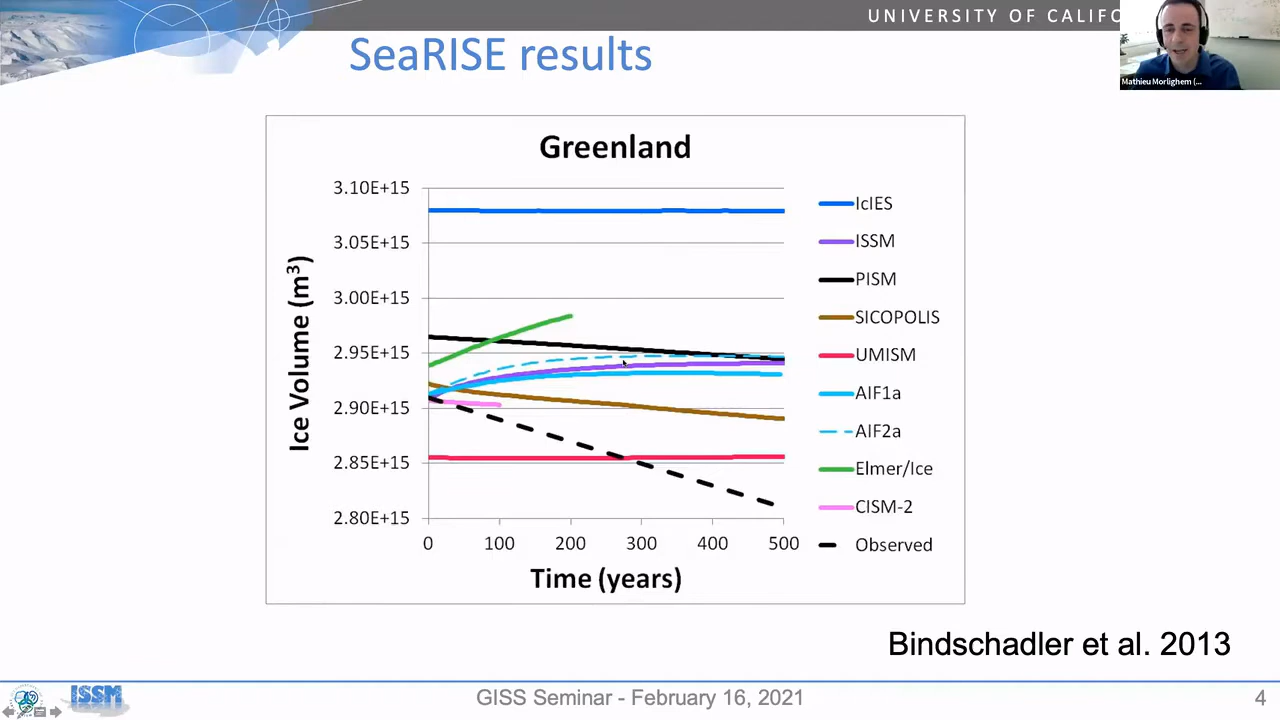 UNIVERSITY OF CALIFO
SeaRISE results
Mathieu Morlighem (...
Greenland
Ice Volume (m³)
3.10E+15
3.05E+15
3.00E+15
2.95E+15
2.90E+15
2.85E+15
2.80E+15
0 100 200 300 400 500
Time (years)
IcIES
ISSM
PISM
SICOPOLIS
UMISM
AIF1a
AIF2a
Elmer/Ice
CISM-2
Observed
Bindschadler et al. 2013
ISSM
GISS Seminar - February 16, 2021
4